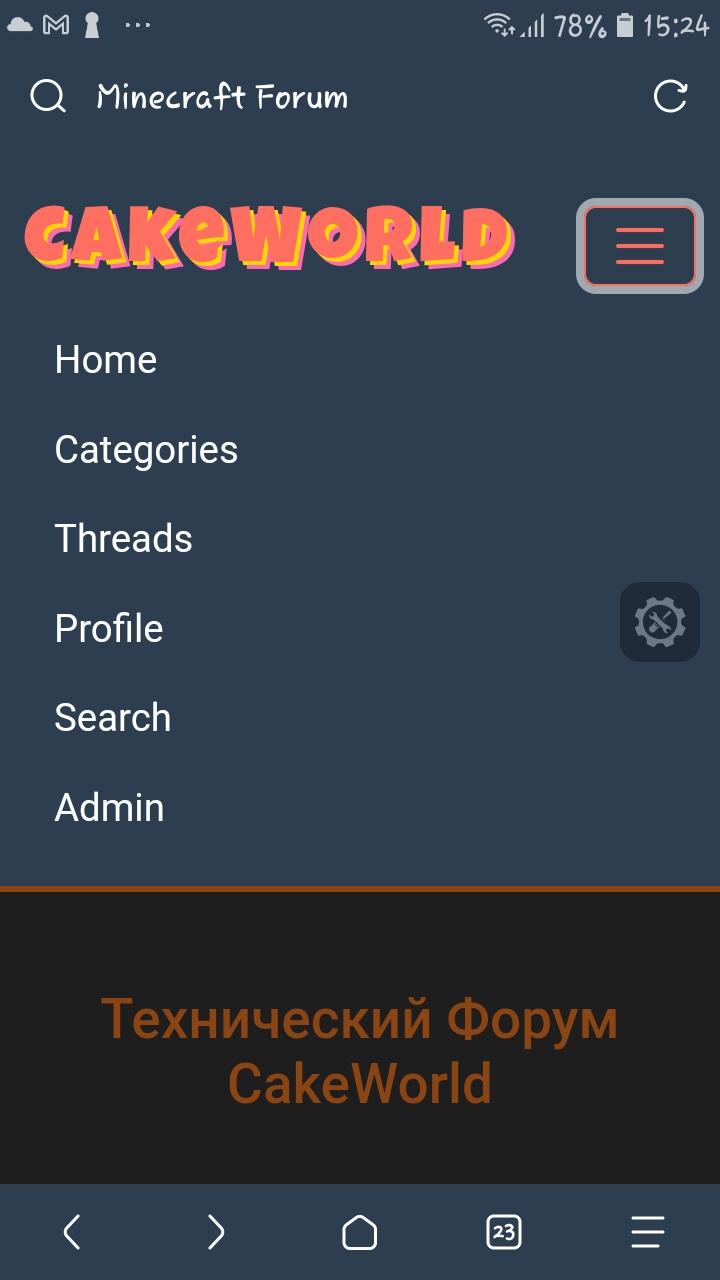 78% 15:24
Minecraft Forum
CAKeWORLD
Home
Categories
Threads
Profile
Search
Admin
Технический Форум
CakeWorld
23